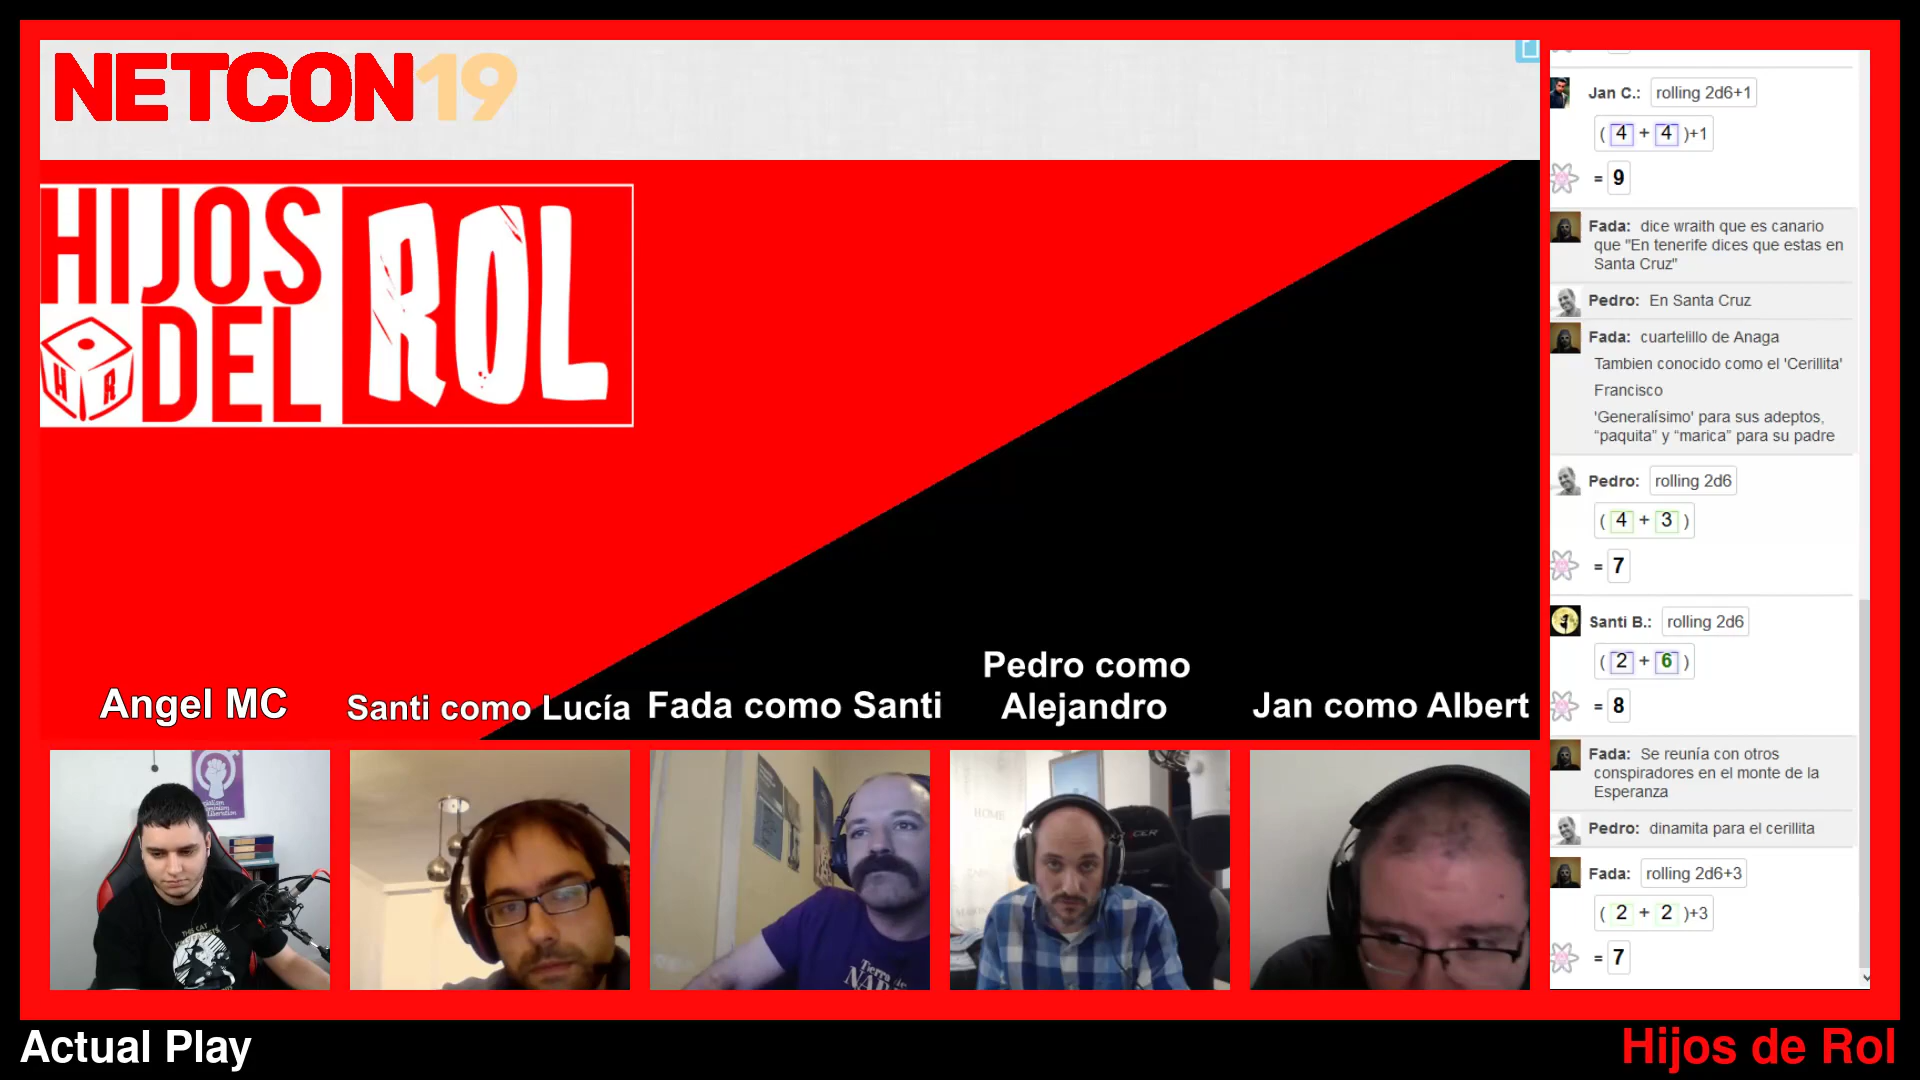 NETCON19
HIJOS
DEL
ROL
H R
Angel MC
Santi como Lucía
Fada como Santi
Pedro como
Alejandro
Jan como Albert
Tierra de
Actual Play
Hijos de Rol
Jan C.: rolling 2d6+1
( 4 + 4 )+1
= 9
Fada: dice wraith que es canario
que "En tenerife dices que estas en
Santa Cruz"
Pedro: En Santa Cruz
Fada: cuartelillo de Anaga
Tambien conocido como el 'Cerillita'
Francisco
'Generalísimo' para sus adeptos,
“paquita” y “marica” para su padre
Pedro: rolling 2d6
( 4 + 3 )
= 7
Santi B.: rolling 2d6
( 2 + 6 )
= 8
Fada: Se reunía con otros
conspiradores en el monte de la
Esperanza
Pedro: dinamita para el cerillita
Fada: rolling 2d6+3
( 2 + 2 )+3
= 7